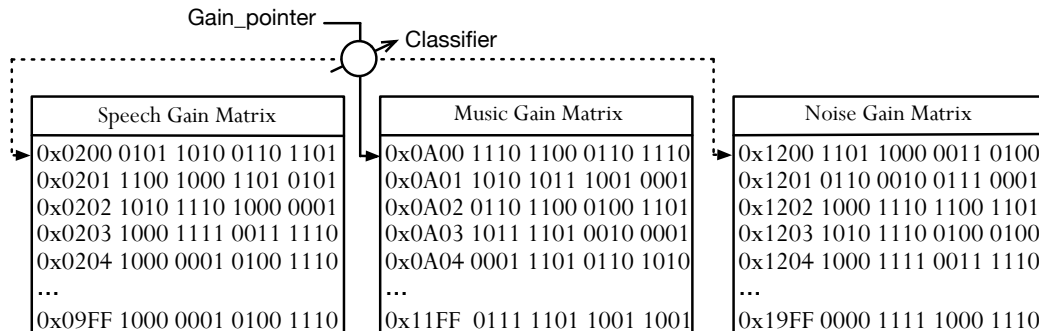 Gain_pointer
Classifier
Speech Gain Matrix
0x0200 0101 1010 0110 1101
0x0201 1100 1000 1101 0101
0x0202 1010 1110 1000 0001
0x0203 1000 1111 0011 1110
0x0204 1000 0001 0100 1110
...
0x09FF 1000 0001 0100 1110
Music Gain Matrix
0x0A00 1110 1100 0110 1110
0x0A01 1010 1011 1001 0001
0x0A02 0110 1100 0100 1101
0x0A03 1011 1101 0010 0001
0x0A04 0001 1101 0110 1010
...
0x11FF 0111 1101 1001 1001
Noise Gain Matrix
0x1200 1101 1000 0011 0100
0x1201 0110 0010 0111 0001
0x1202 1000 1110 1100 1101
0x1203 1010 1110 0100 0100
0x1204 1000 1111 0011 1110
...
0x19FF 0000 1111 1000 1110